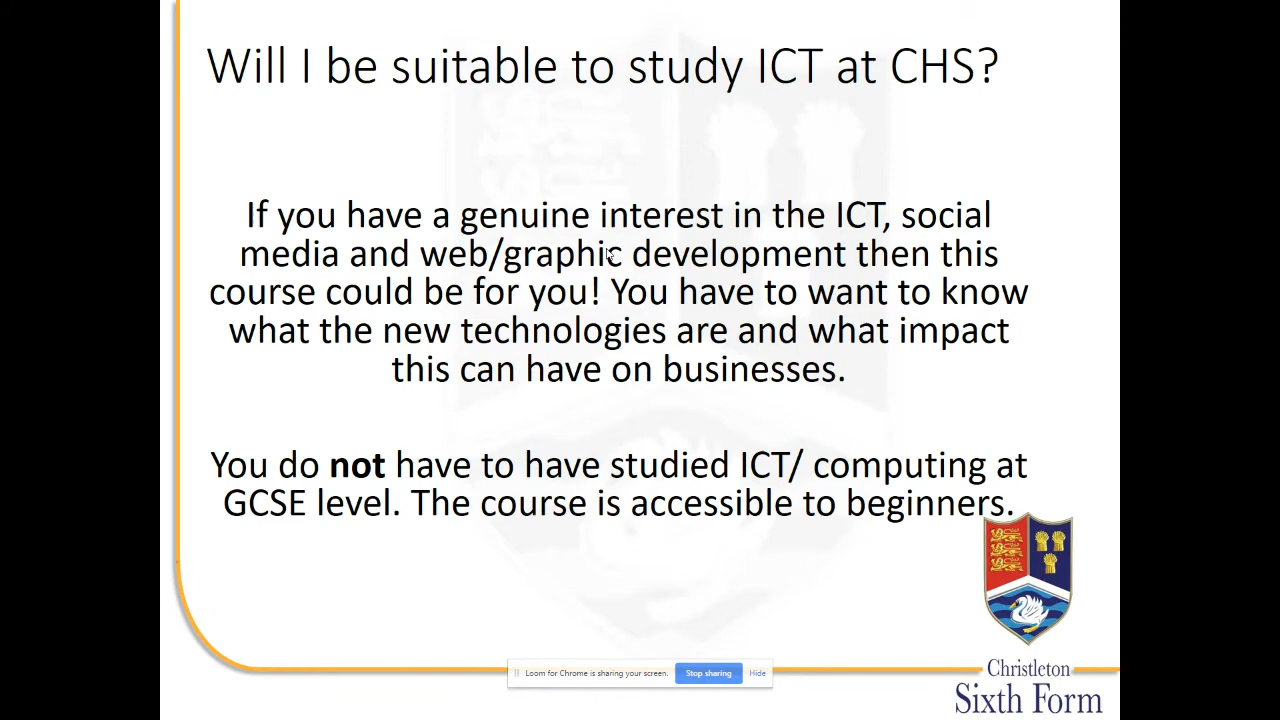 Will I be suitable to study ICT at CHS?
If you have a genuine interest in the ICT, social
media and web/graphic development then this
course could be for you! You have to want to know
what the new technologies are and what impact
this can have on businesses.
You do not have to have studied ICT/ computing at
GCSE level. The course is accessible to beginners.
Loom for Chrome is sharing your screen. Stop sharing Hide
Christleton
Sixth Form